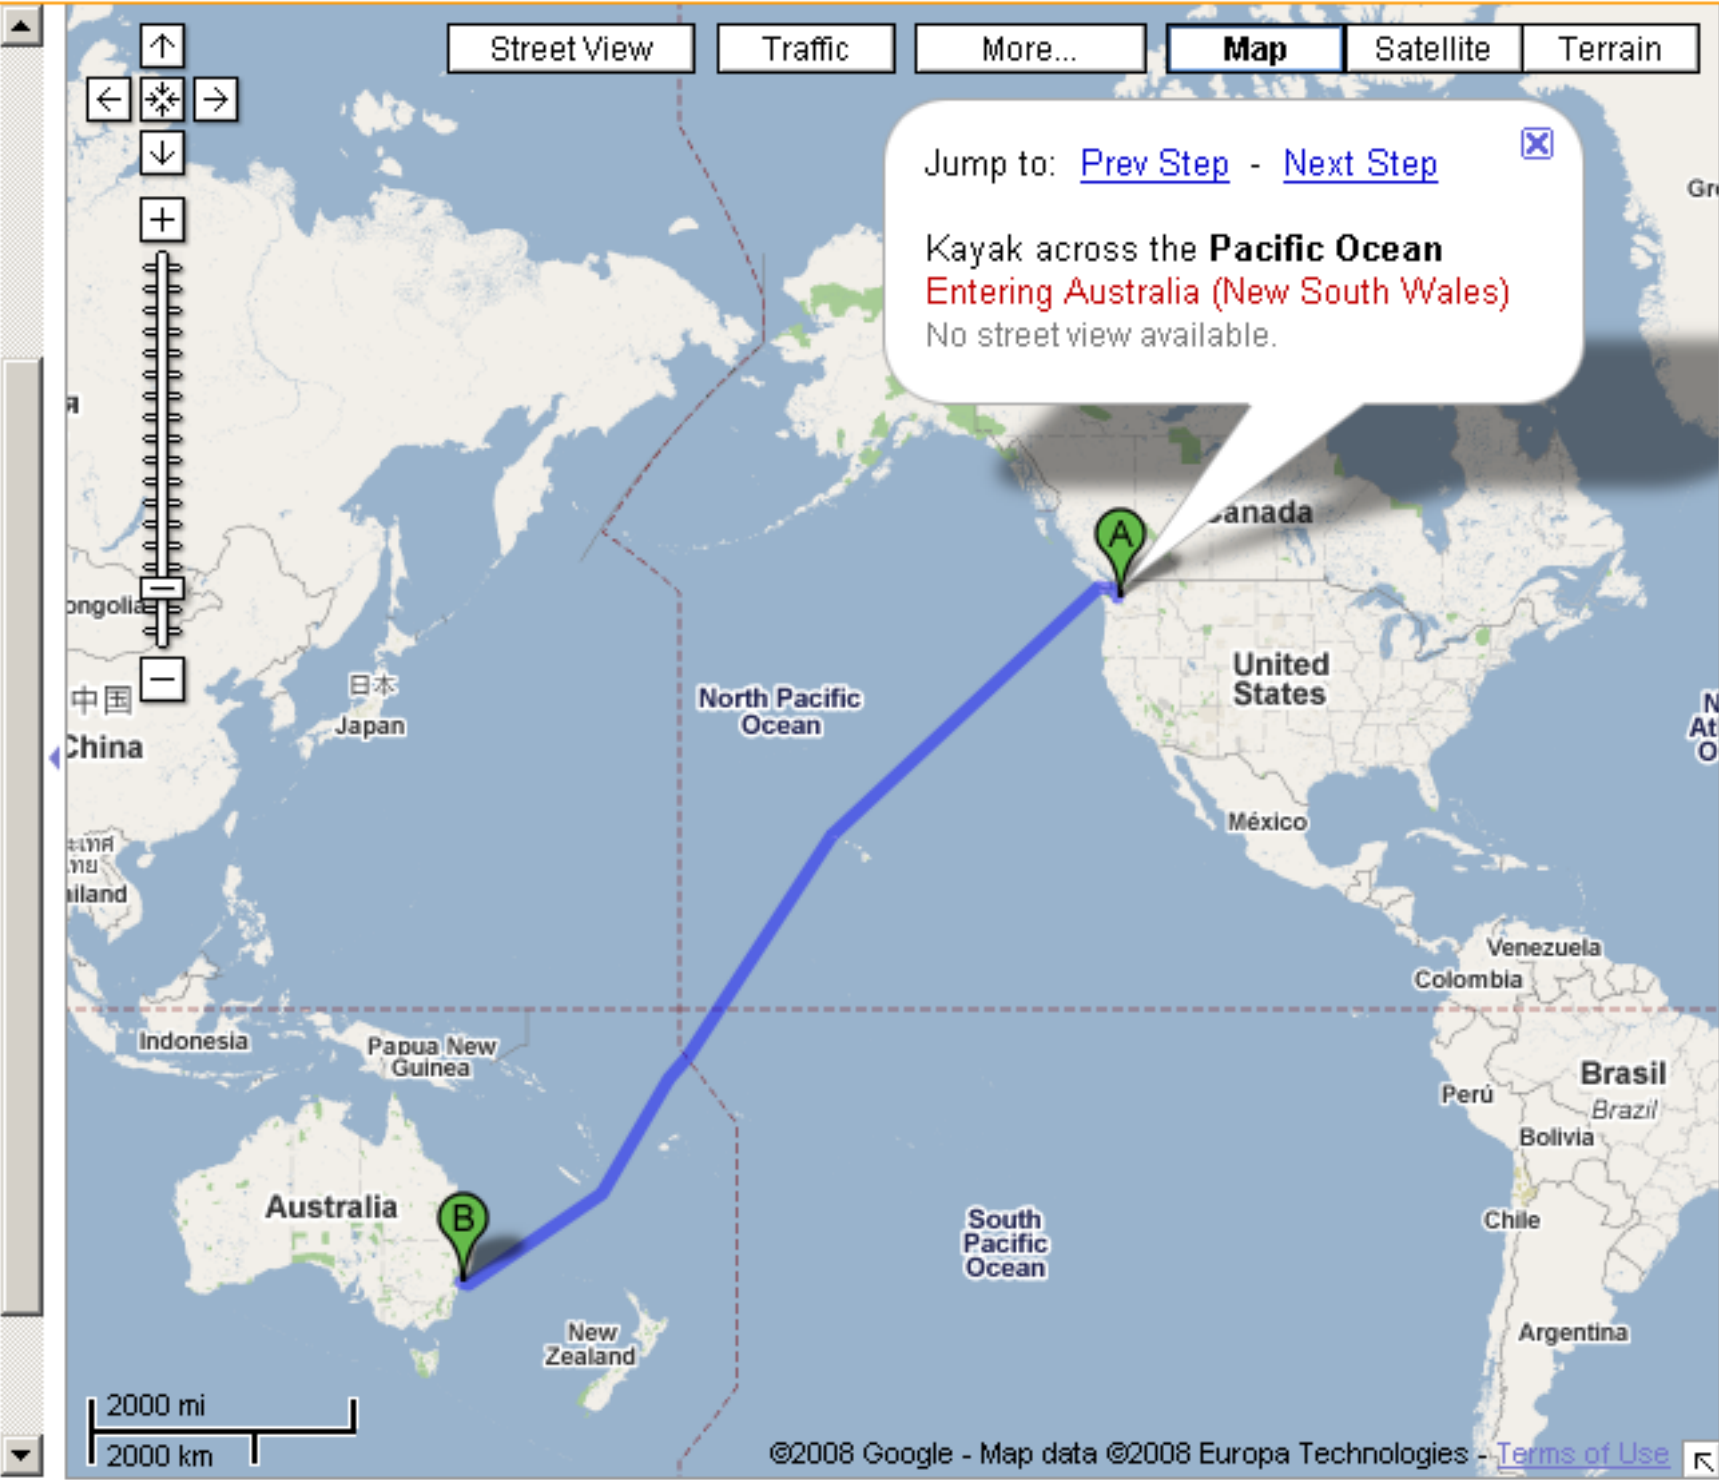 Street View
Traffic
More...
Map
Satellite
Terrain
Jump to: Prev Step - Next Step
Kayak across the Pacific Ocean
Entering Australia (New South Wales)
No street view available.
Canada
United
States
North Pacific
Ocean
日本
Japan
中国
China
México
Venezuela
Colombia
Indonesia
Papua New
Guinea
Perú
Brasil
Brazil
Bolivia
Australia
Chile
South
Pacific
Ocean
New
Zealand
Argentina
A
B
2000 mi
2000 km
©2008 Google - Map data ©2008 Europa Technologies - Terms of Use